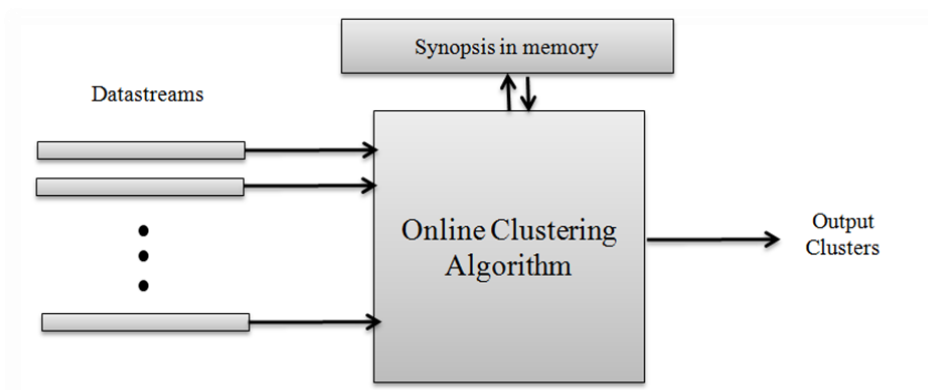 Synopsis in memory
Datastreams
Online Clustering
Algorithm
Output
Clusters